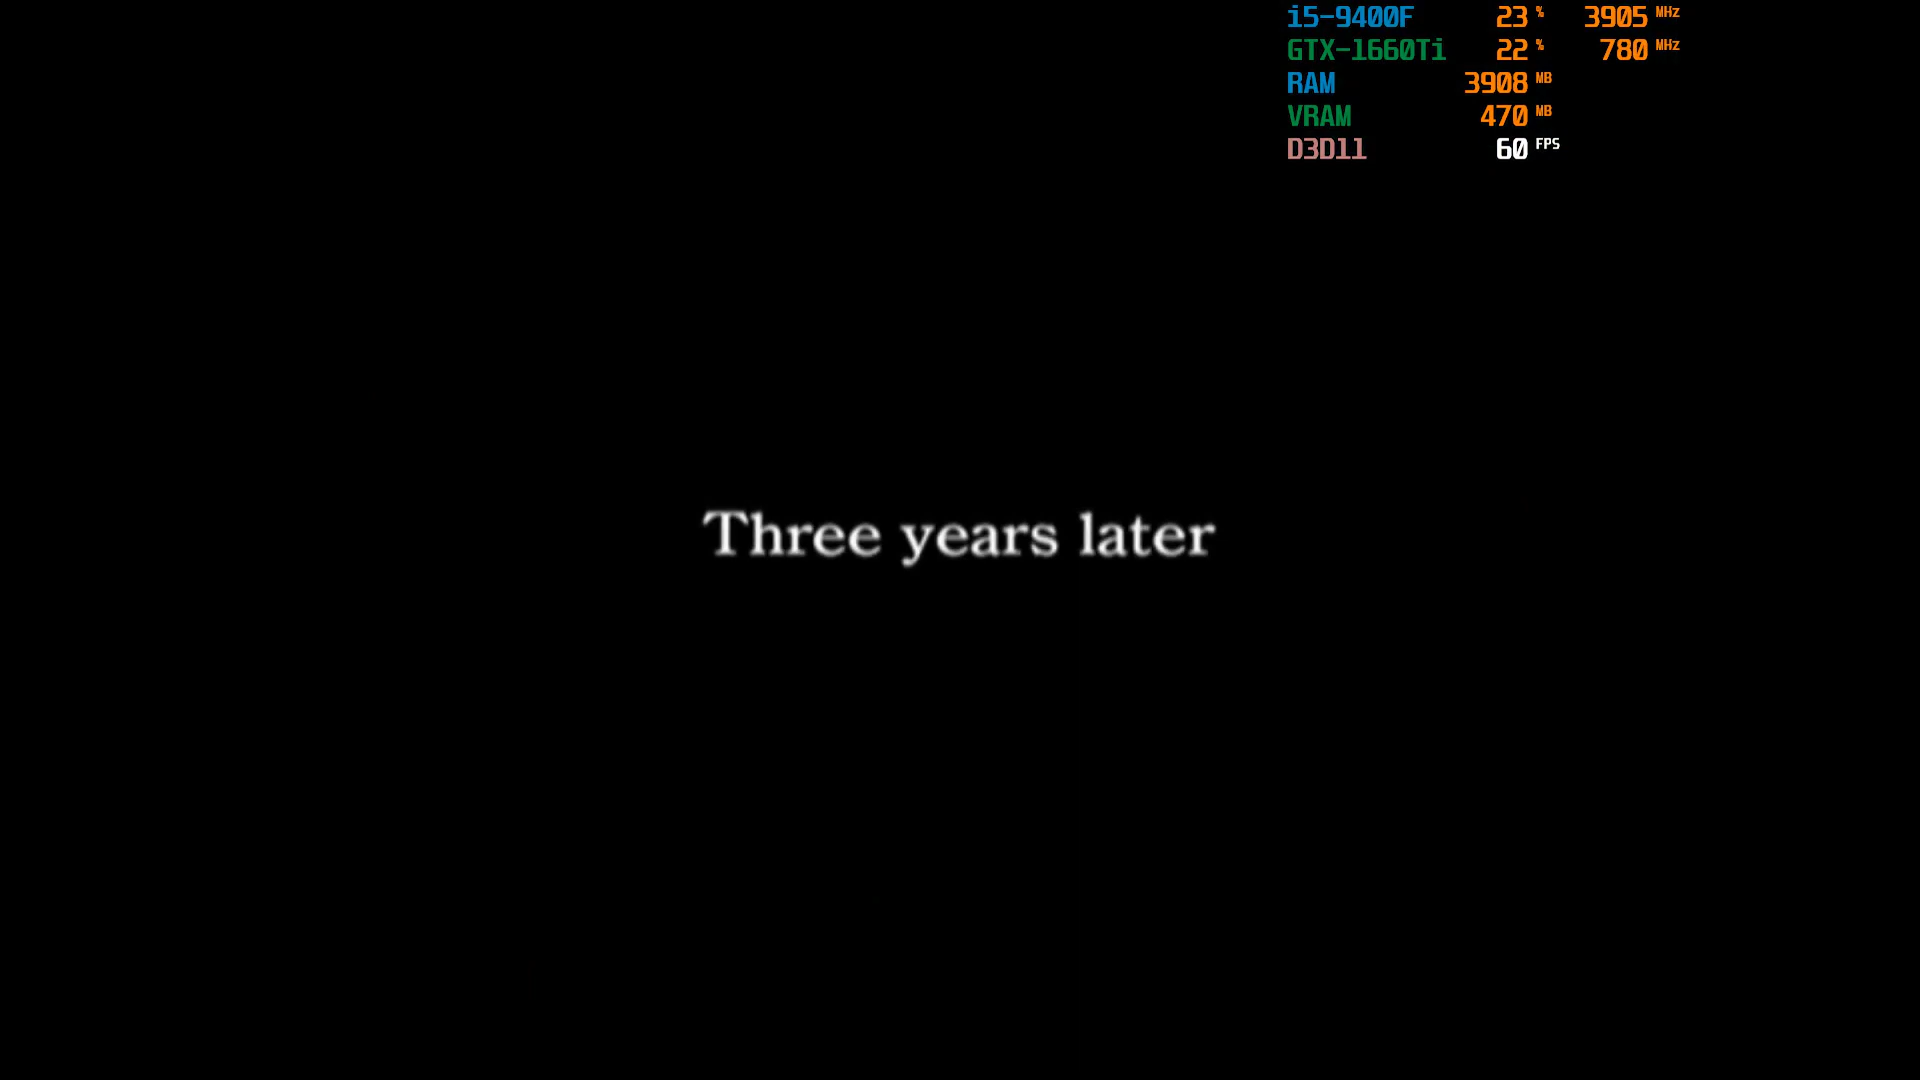 i5-9400F 23 % 3905 MHz
GTX-1660Ti 22 % 780 MHz
RAM 3908 MB
VRAM 470 MB
D3D11 60 FPS
Three years later